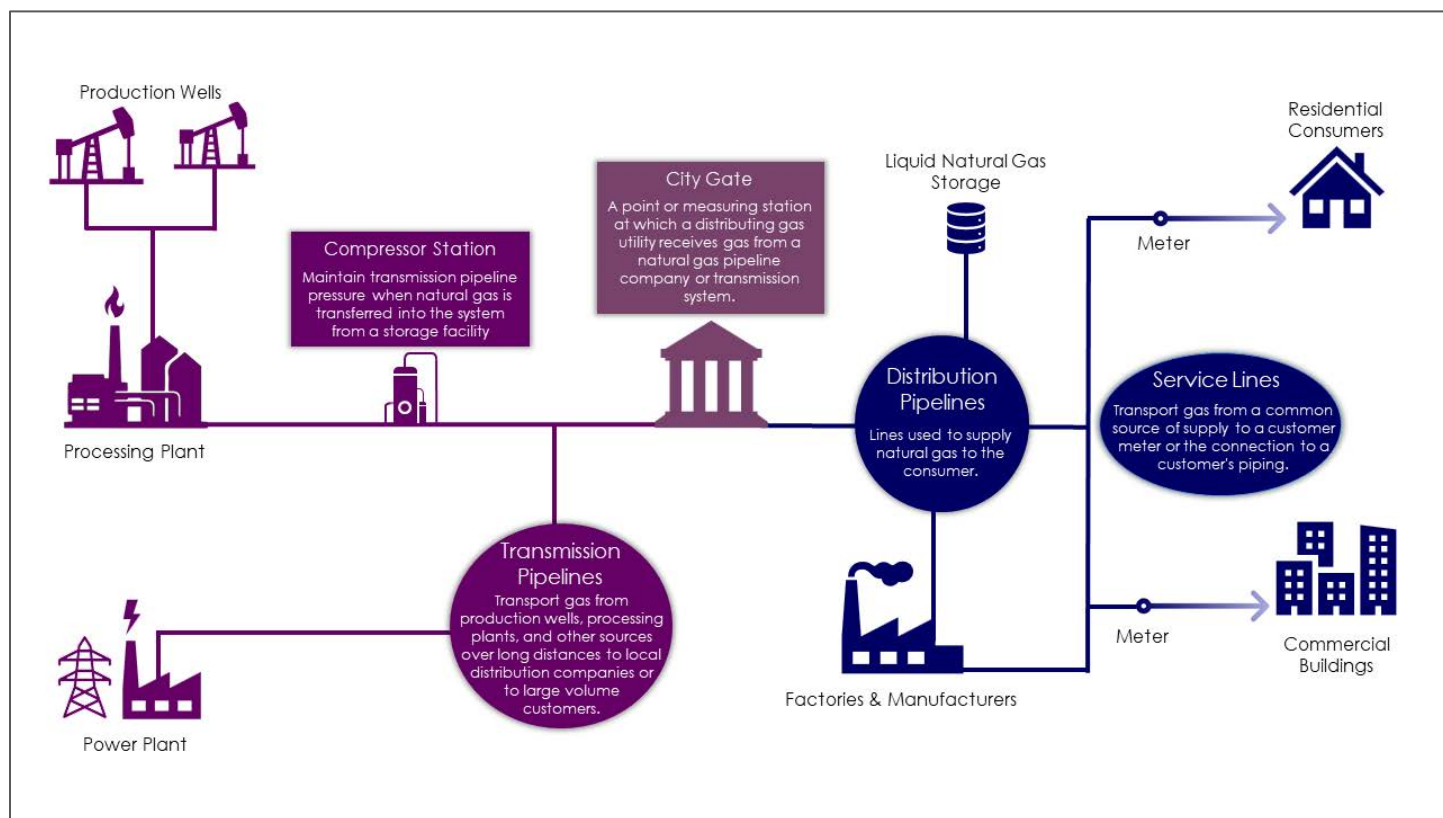 Production Wells
Residential
Consumers
Liquid Natural Gas
Storage
City Gate
A point or measuring station
at which a distributing gas
utility receives gas from a
natural gas pipeline
company or transmission
system.
Compressor Station
Maintain transmission pipeline
pressure when natural gas is
transferred into the system
from a storage facility
Meter
Distribution
Pipelines
Lines used to supply
natural gas to the
consumer.
Service Lines
Transport gas from a common
source of supply to a customer
meter or the connection to a
customer's piping.
Processing Plant
Transmission
Pipelines
Transport gas from
production wells, processing
plants, and other sources
over long distances to local
distribution companies or
to large volume
customers.
Meter
Commercial
Buildings
Factories & Manufacturers
Power Plant